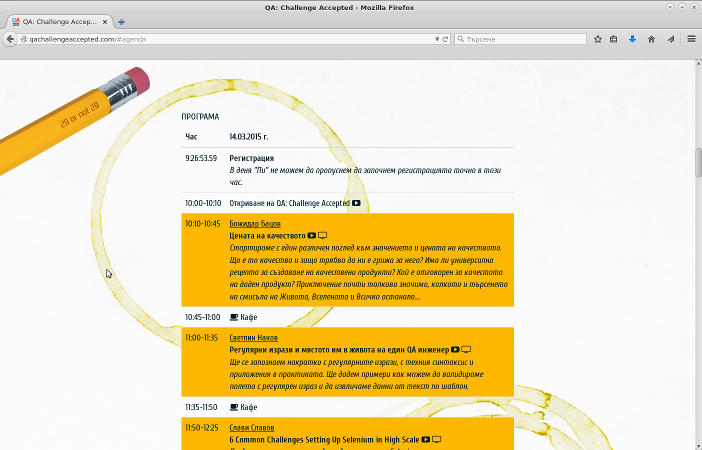 QA: Challenge Accepted - Mozilla Firefox
QA: Challenge Accep...
qachallengeaccepted.com/#agenda
Търсене
2B or not 2B
ПРОГРАМА
Час 14.03.2015 г.
9:26:53.59 Регистрация
В деня "Пи" не можем да пропуснем да започнем регистрацията точно в този
час.
10:00-10:10 Откриване на QA: Challenge Accepted
10:10-10:45 Божидар Бацов
Цената на качеството
Стартираме с един различен поглед към значението и цената на качеството.
Що е то качество и защо трябва да ни е грижа за него? Има ли универсална
рецепта за създаване на качествени продукти? Кой е отговорен за качеството
на даден продукт? Приключение почти толкова значимо, колкото и търсенето
на смисъла на Живота, Вселената и Всичко останало...
10:45-11:00 Кафе
11:00-11:35 Светлин Наков
Регулярни изрази и мястото им в живота на един QA инженер
Ще се запознаем накратко с регулярните изрази, с техния синтаксис и
приложения в практиката. Ще дадем примери как можем да валидираме
полета с регулярен израз и да извличаме данни от текст по шаблон.
11:35-11:50 Кафе
11:50-12:25 Слави Славов
6 Common Challenges Setting Up Selenium in High Scale